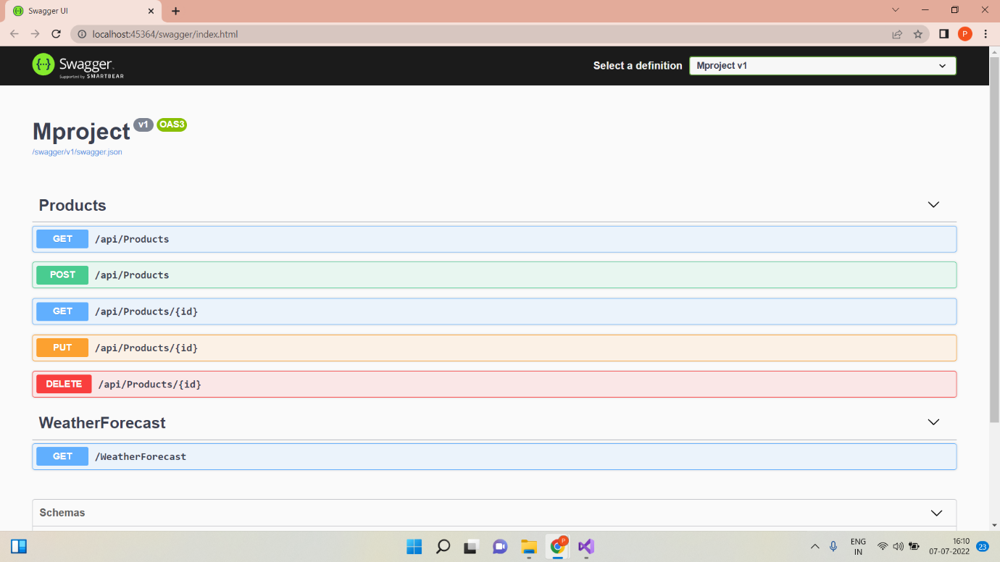 Swagger UI
localhost:45364/swagger/index.html
P
{...}
Swagger.
Supported by SMARTBEAR
Select a definition
Mproject v1
Mproject v1 OAS3
/swagger/v1/swagger.json
Products
GET /api/Products
POST /api/Products
GET /api/Products/{id}
PUT /api/Products/{id}
DELETE /api/Products/{id}
WeatherForecast
GET /WeatherForecast
Schemas
P
ENG
IN
16:10
07-07-2022
23